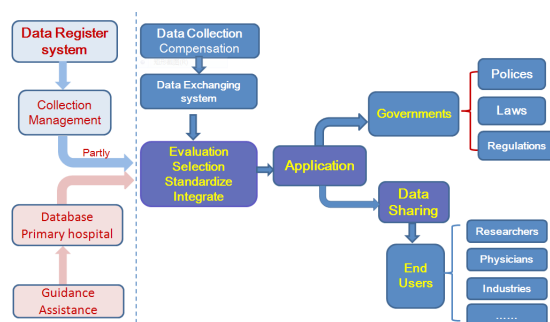 Data Register
system
Collection
Management
Partly
Database
Primary hospital
Guidance
Assistance
Data Collection
Compensation
Data Exchanging
system
Evaluation
Selection
Standardize
Integrate
Application
Governments
Polices
Laws
Regulations
Data
Sharing
End
Users
Researchers
Physicians
Industries
......